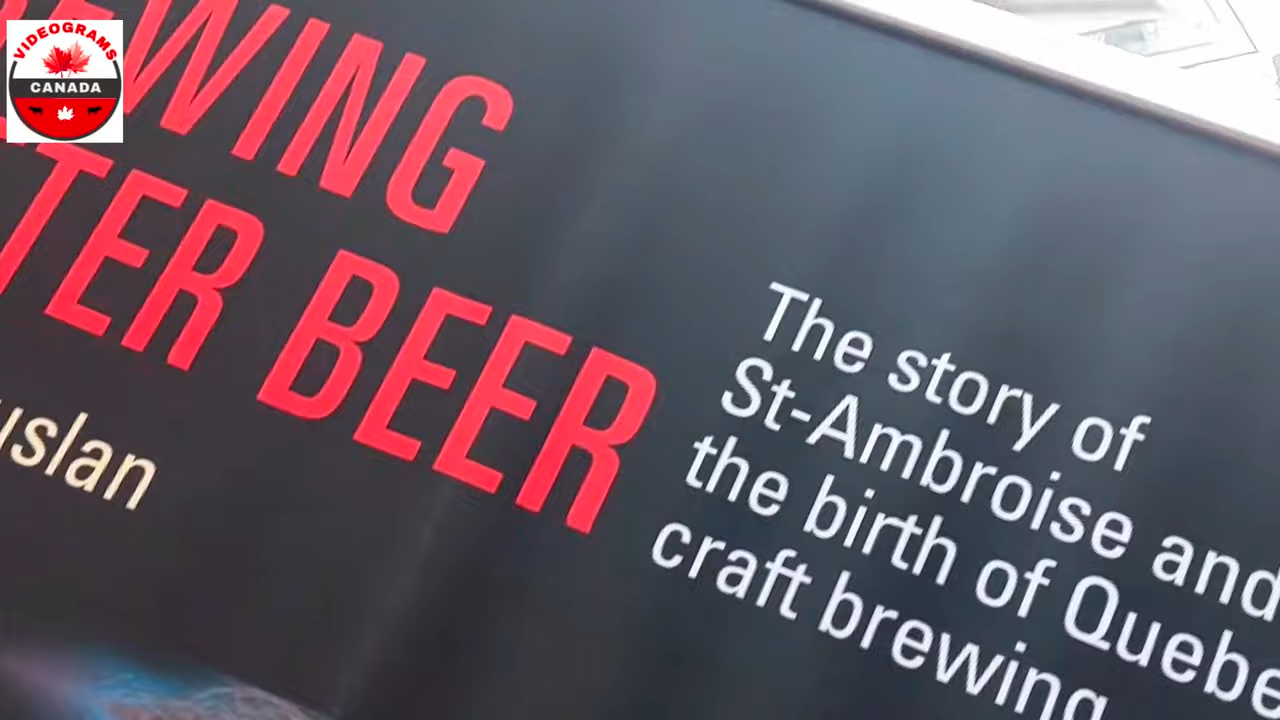 VIDEOGRAMS
CANADA
EWING
TER BEER
uslan
The story of
St-Ambroise and
the birth of Quebe
craft brewing